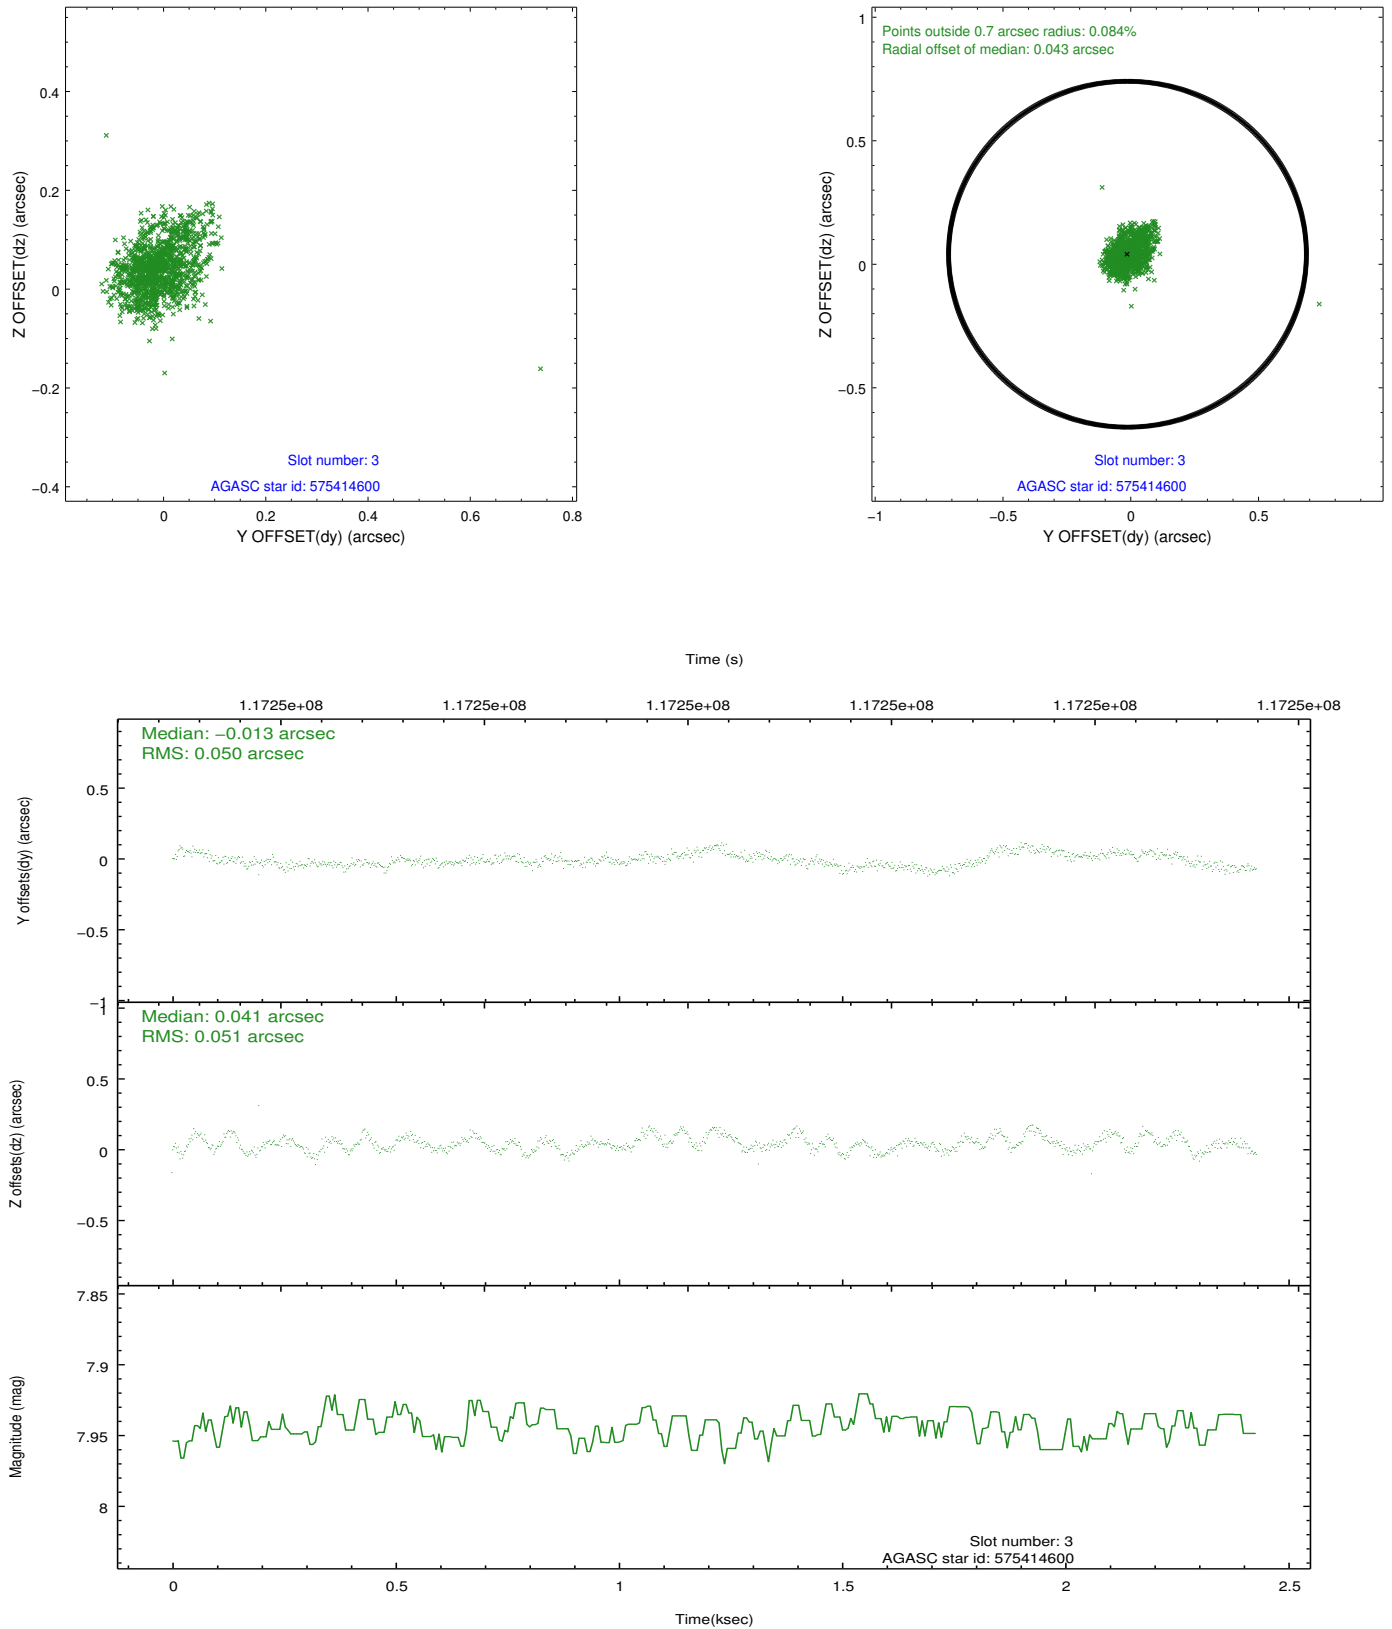 0.4
0.2
0
−0.2
−0.4
Z OFFSET(dz) (arcsec)
Slot number: 3
AGASC star id: 575414600
0 0.2 0.4 0.6 0.8
Y OFFSET(dy) (arcsec)
Points outside 0.7 arcsec radius: 0.084%
Radial offset of median: 0.043 arcsec
1
0.5
0
−0.5
Z OFFSET(dz) (arcsec)
Slot number: 3
AGASC star id: 575414600
−1 −0.5 0 0.5
Y OFFSET(dy) (arcsec)
Time (s)
1.1725e+08 1.1725e+08 1.1725e+08 1.1725e+08 1.1725e+08 1.1725e+08
Median: −0.013 arcsec
RMS: 0.050 arcsec
0.5
0
−0.5
−1
Y offsets(dy) (arcsec)
Median: 0.041 arcsec
RMS: 0.051 arcsec
1
0.5
0
−0.5
Z offsets(dz) (arcsec)
7.85
7.9
7.95
8
Magnitude (mag)
Slot number: 3
AGASC star id: 575414600
0 0.5 1 1.5 2 2.5
Time(ksec)